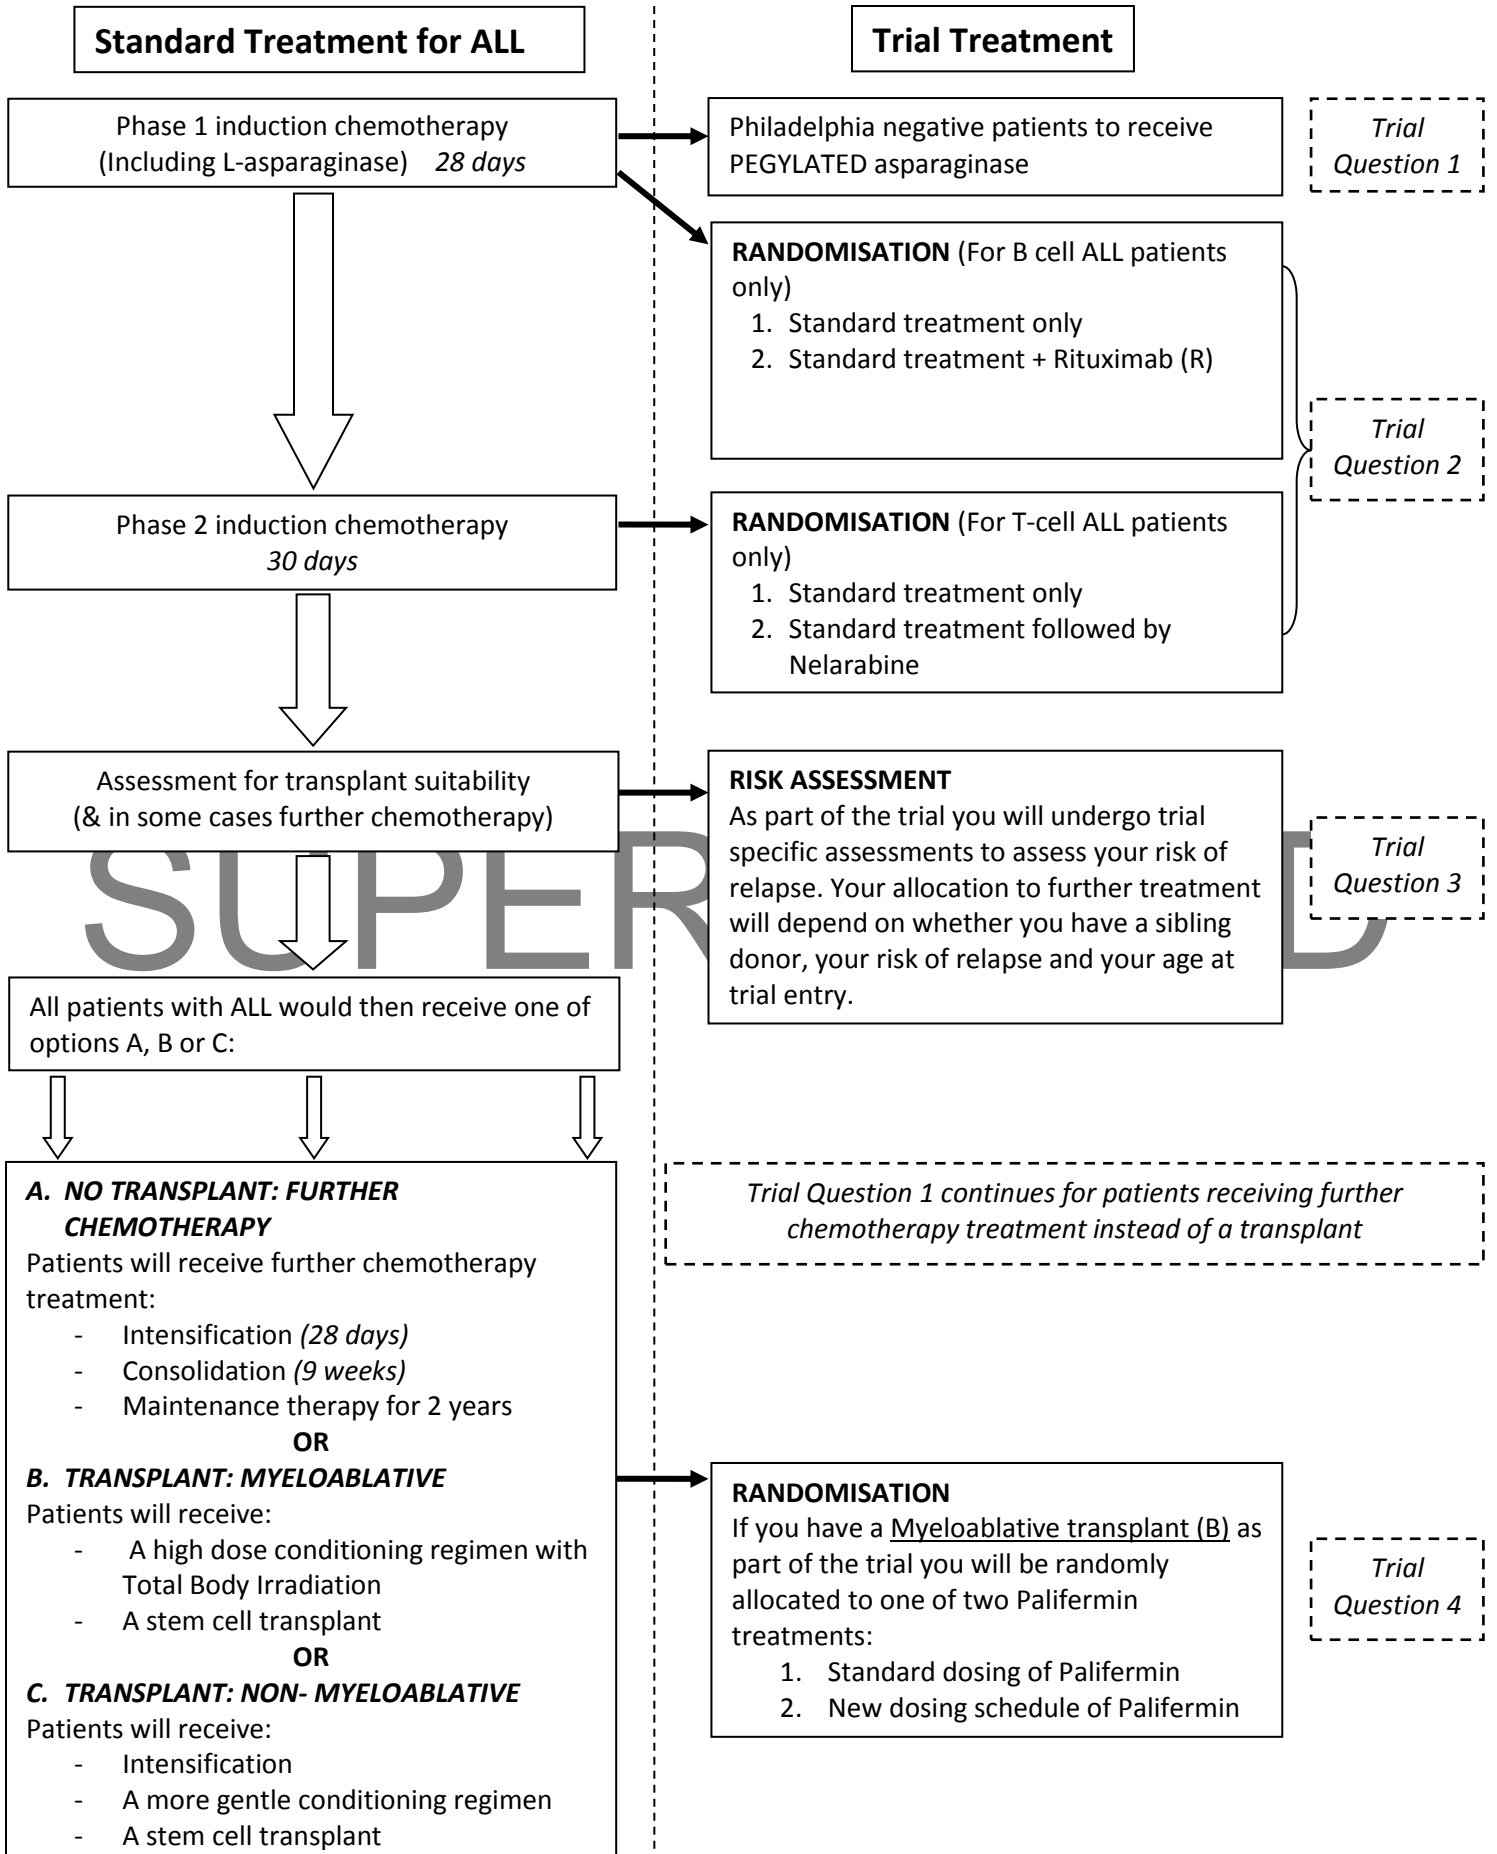 Standard Treatment for ALL
Trial Treatment
Phase 1 induction chemotherapy
(Including L-asparaginase) 28 days
Philadelphia negative patients to receive
PEGYLATED asparaginase
Trial
Question 1
RANDOMISATION (For B cell ALL patients
only)
1. Standard treatment only
2. Standard treatment + Rituximab (R)
Trial
Question 2
Phase 2 induction chemotherapy
30 days
RANDOMISATION (For T-cell ALL patients
only)
1. Standard treatment only
2. Standard treatment followed by
Nelarabine
Assessment for transplant suitability
(& in some cases further chemotherapy)
RISK ASSESSMENT
As part of the trial you will undergo trial
specific assessments to assess your risk of
relapse. Your allocation to further treatment
will depend on whether you have a sibling
donor, your risk of relapse and your age at
trial entry.
Trial
Question 3
All patients with ALL would then receive one of
options A, B or C:
A. NO TRANSPLANT: FURTHER
CHEMOTHERAPY
Patients will receive further chemotherapy
treatment:
- Intensification (28 days)
- Consolidation (9 weeks)
- Maintenance therapy for 2 years
OR
B. TRANSPLANT: MYELOABLATIVE
Patients will receive:
- A high dose conditioning regimen with
Total Body Irradiation
- A stem cell transplant
OR
C. TRANSPLANT: NON- MYELOABLATIVE
Patients will receive:
- Intensification
- A more gentle conditioning regimen
- A stem cell transplant
Trial Question 1 continues for patients receiving further
chemotherapy treatment instead of a transplant
RANDOMISATION
If you have a Myeloablative transplant (B) as
part of the trial you will be randomly
allocated to one of two Palifermin
treatments:
1. Standard dosing of Palifermin
2. New dosing schedule of Palifermin
Trial
Question 4